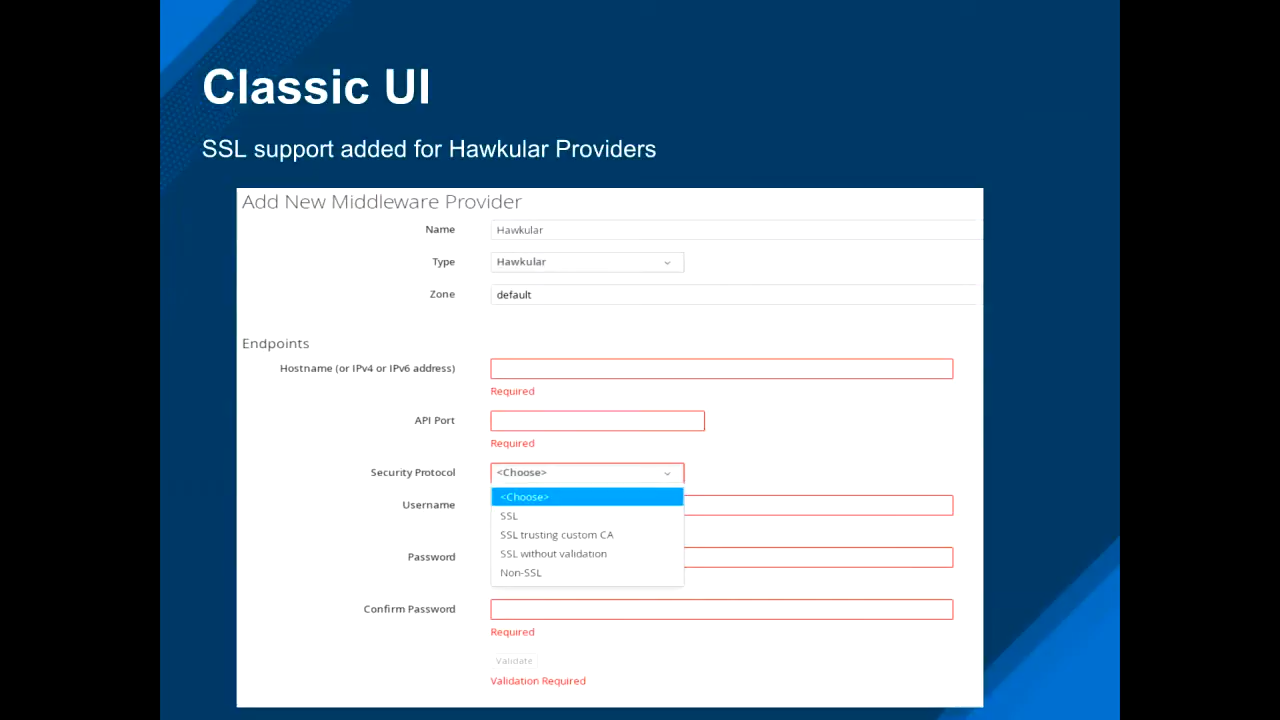 Classic UI
SSL support added for Hawkular Providers
Add New Middleware Provider
Name Hawkular
Type Hawkular
Zone default
Endpoints
Hostname (or IPv4 or IPv6 address)
Required
API Port
Required
Security Protocol <Choose>
<Choose>
Username
SSL
SSL trusting custom CA
Password
SSL without validation
Non-SSL
Confirm Password
Required
Validate
Validation Required